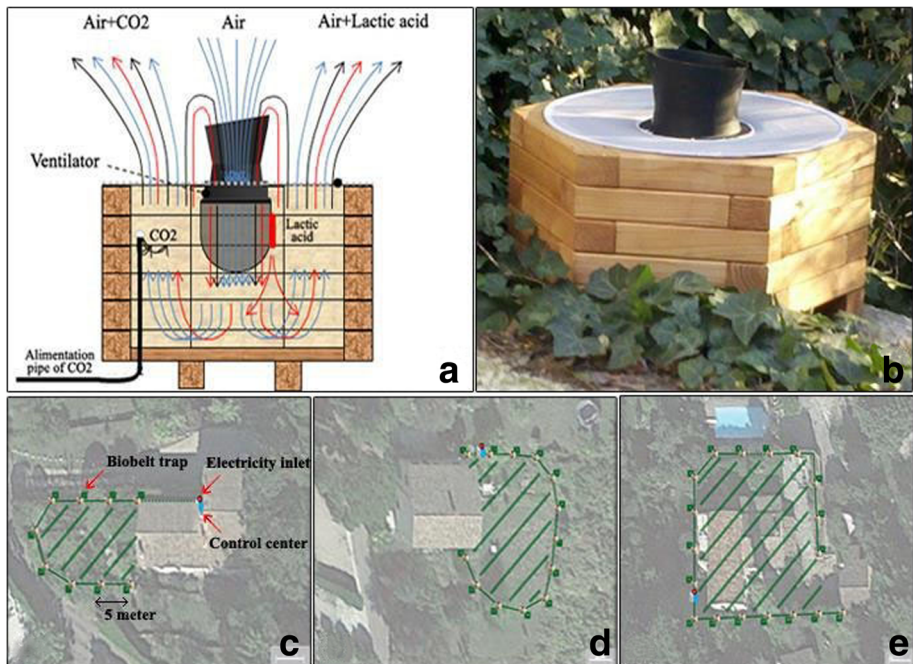 Air+CO2 Air Air+Lactic acid
Ventilator
CO2
Lactic
acid
Alimentation
pipe of CO2
a
b
Biobelt trap
Electricity inlet
Control center
5 meter
c
d
e